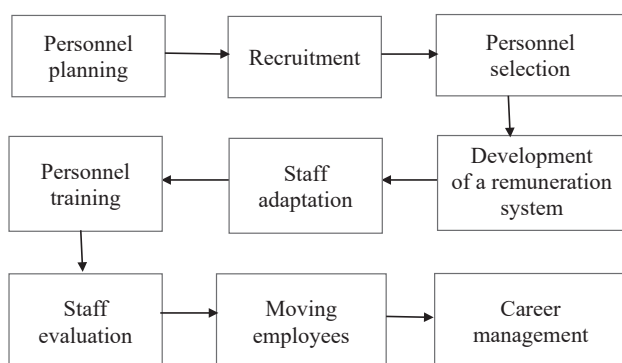 Personnel
planning
Recruitment
Personnel
selection
Development
of a remuneration
system
Staff
adaptation
Personnel
training
Staff
evaluation
Moving
employees
Career
management